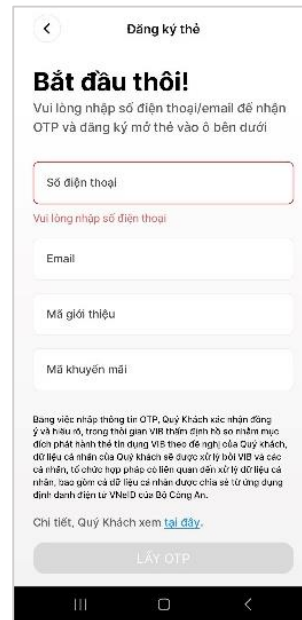 Đăng ký thẻ
Bắt đầu thôi!
Vui lòng nhập số điện thoại/email để nhận
OTP và đăng ký mở thẻ vào ô bên dưới
Số điện thoại
Vui lòng nhập số điện thoại
Email
Mã giới thiệu
Mã khuyến mãi
Bằng việc nhập thông tin OTP, Quý Khách xác nhận đồng
ý và hiểu rõ, trong thời gian VIB thẩm định hồ sơ nhằm mục
đích phát hành thẻ tín dụng VIB theo đề nghị của Quý khách,
dữ liệu cá nhân của Quý khách sẽ được xử lý bởi VIB và các
cá nhân, tổ chức hợp pháp có liên quan đến xử lý dữ liệu cá
nhân, bao gồm cả dữ liệu cá nhân được chia sẻ từ ứng dụng
định danh điện tử VNeID của Bộ Công An.
Chi tiết, Quý Khách xem tại đây.
LẤY OTP